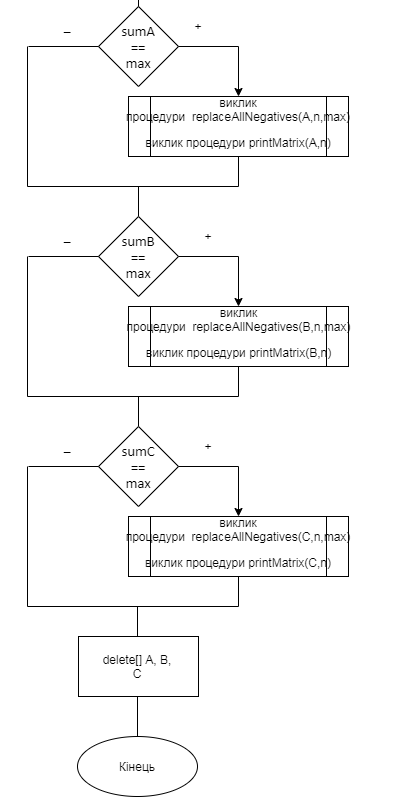 sumA
==
max
–
+
виклик
процедури replaceAllNegatives(A,n,max)
виклик процедури printMatrix(A,n)
sumB
==
max
–
+
виклик
процедури replaceAllNegatives(B,n,max)
виклик процедури printMatrix(B,n)
sumC
==
max
–
+
виклик
процедури replaceAllNegatives(C,n,max)
виклик процедури printMatrix(C,n)
delete[] A, B,
C
Кінець